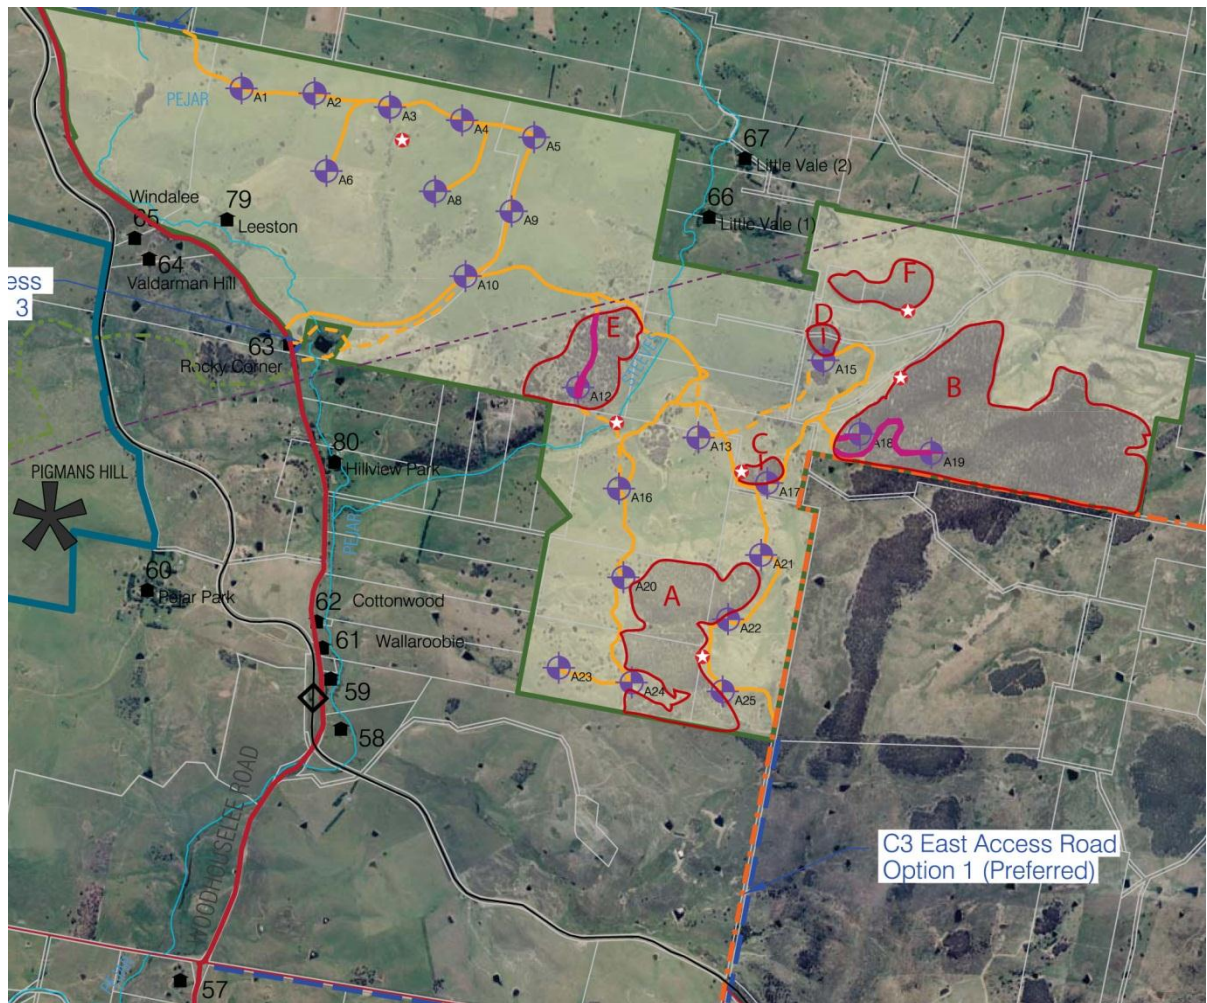 A1
A2
PEJAR
A3
A4
A5
67
Little Vale (2)
A6
A8
Windalee
79
A9
66
65
Leeston
Little Vale (1)
64
Valdarman Hill
F
ess
3
A10
E
D
63
Rocky Corner
A15
B
A12
A13
A18
80
C
A19
PIGMANS HILL
Hillview Park
A16
A17
PEJAR
A21
60
A20
Pejar Park
A
62
Cottonwood
A22
61
Wallaroobie
A23
59
A24
A25
58
WOODHOUSELEE ROAD
C3 East Access Road
Option 1 (Preferred)
57